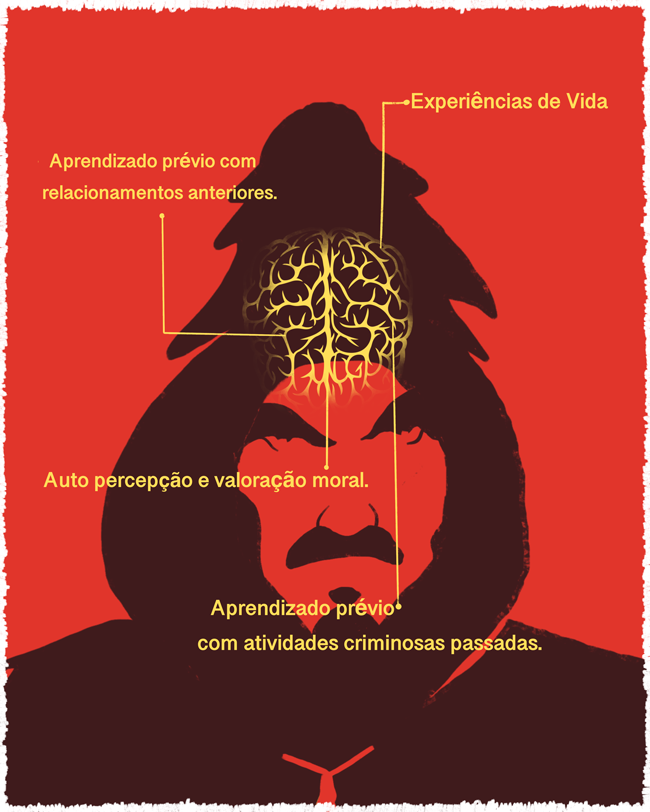 Experiências de Vida
Aprendizado prévio com
relacionamentos anteriores.
Auto percepção e valoração moral.
Aprendizado prévio
com atividades criminosas passadas.